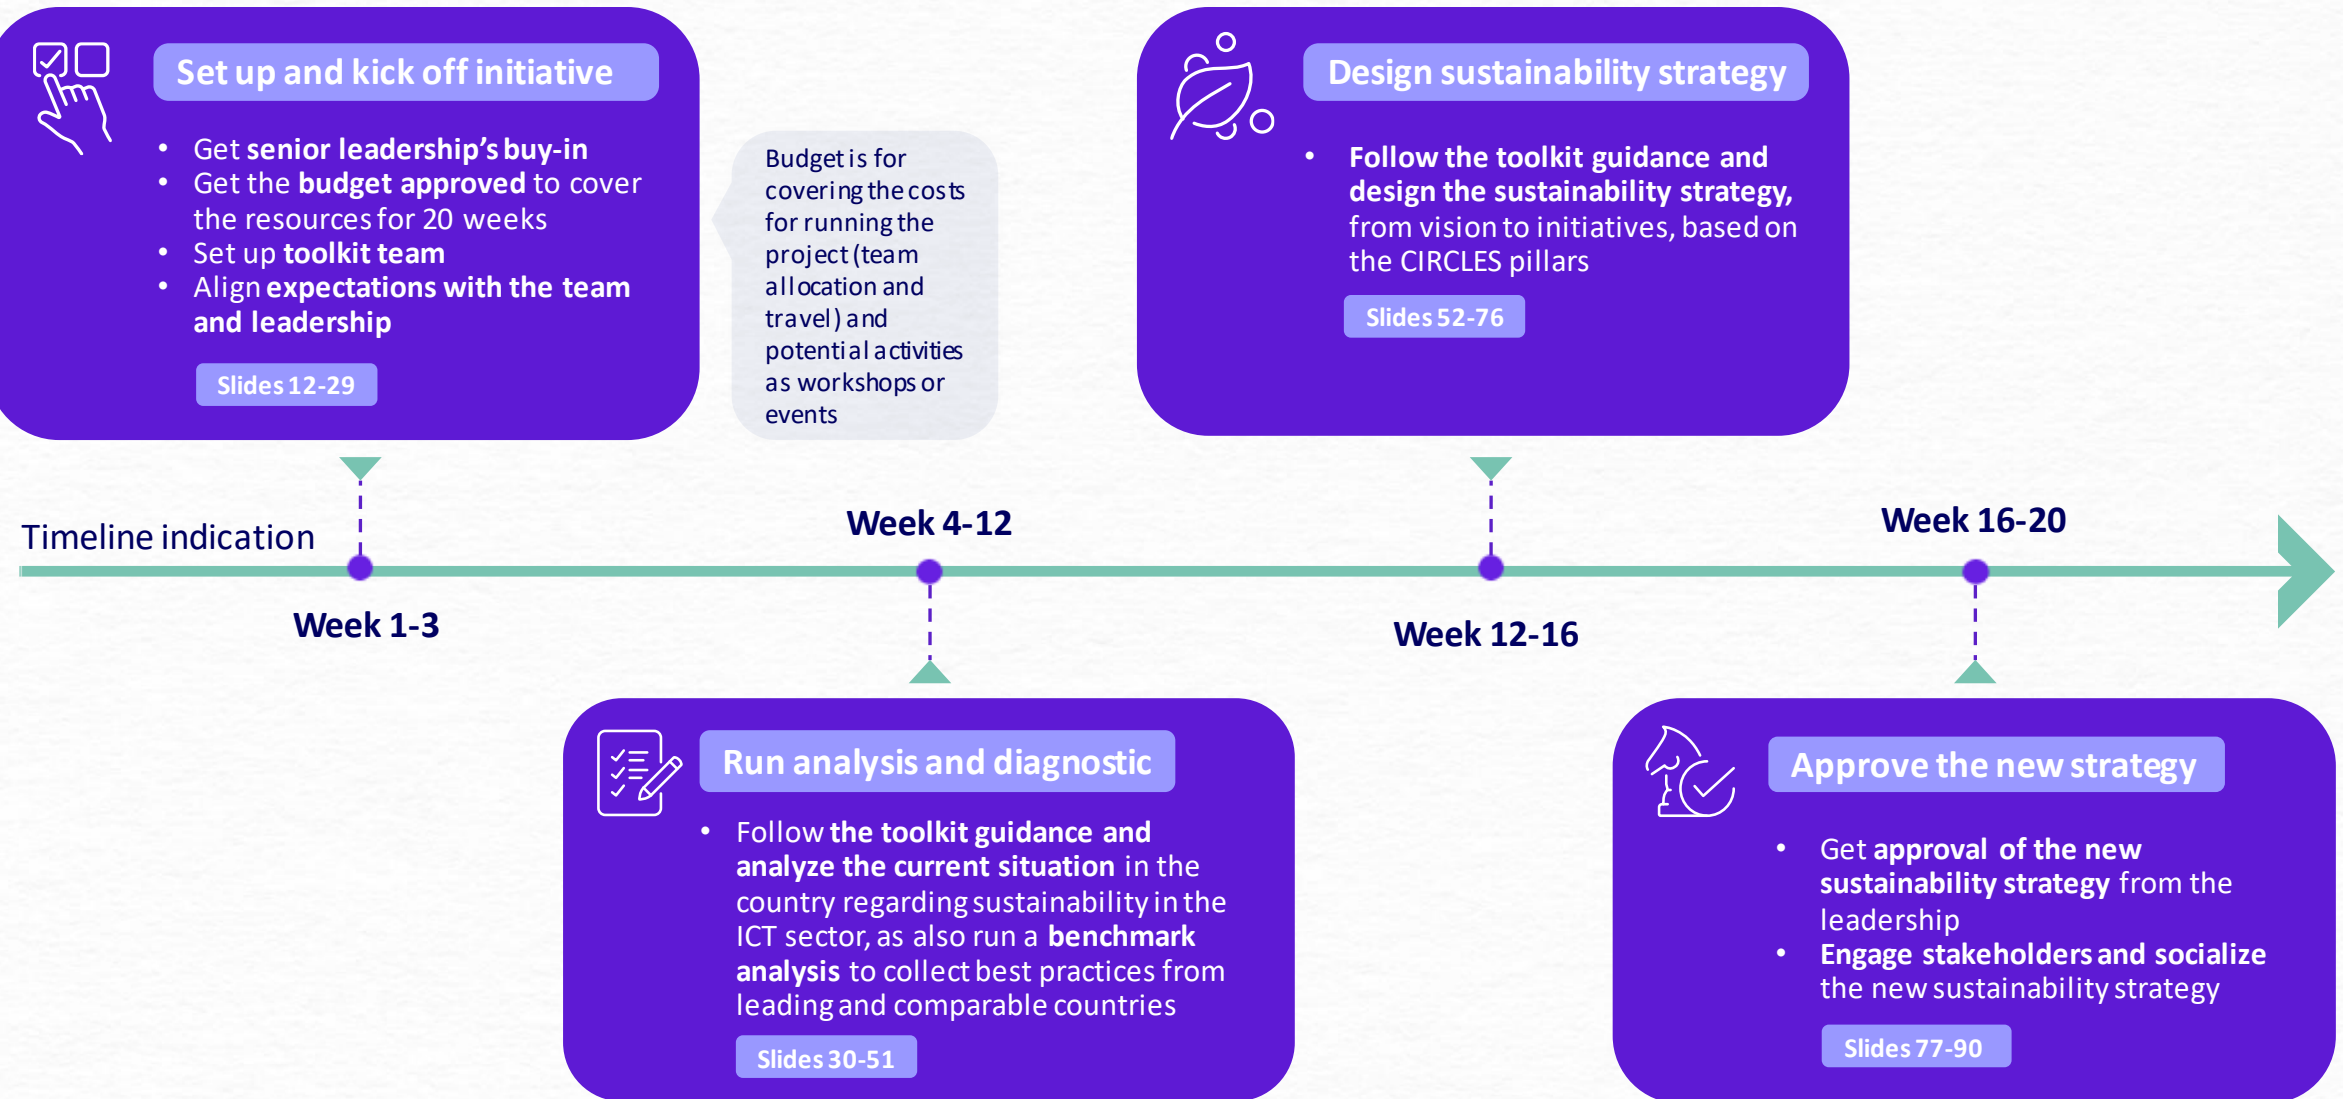 Set up and kick off initiative
• Get senior leadership's buy-in
• Get the budget approved to cover
the resources for 20 weeks
• Set up toolkit team
• Align expectations with the team
and leadership
Slides 12-29
Budget is for
covering the costs
for running the
project (team
allocation and
travel) and
potential activities
as workshops or
events
Design sustainability strategy
• Follow the toolkit guidance and
design the sustainability strategy,
from vision to initiatives, based on
the CIRCLES pillars
Slides 52-76
Timeline indication
Week 1-3
Week 4-12
Week 12-16
Week 16-20
Run analysis and diagnostic
• Follow the toolkit guidance and
analyze the current situation in the
country regarding sustainability in the
ICT sector, as also run a benchmark
analysis to collect best practices from
leading and comparable countries
Slides 30-51
Approve the new strategy
• Get approval of the new
sustainability strategy from the
leadership
• Engage stakeholders and socialize
the new sustainability strategy
Slides 77-90